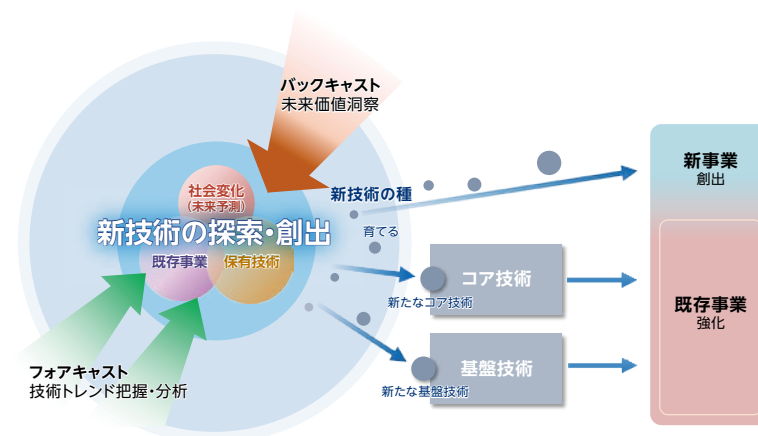 バックキャスト
未来価値洞察
社会変化
(未来予測)
新技術の探索・創出
既存事業
保有技術
フォアキャスト
技術トレンド把握・分析
新技術の種
育てる
コア技術
新たなコア技術
基盤技術
新たな基盤技術
新事業
創出
既存事業
強化